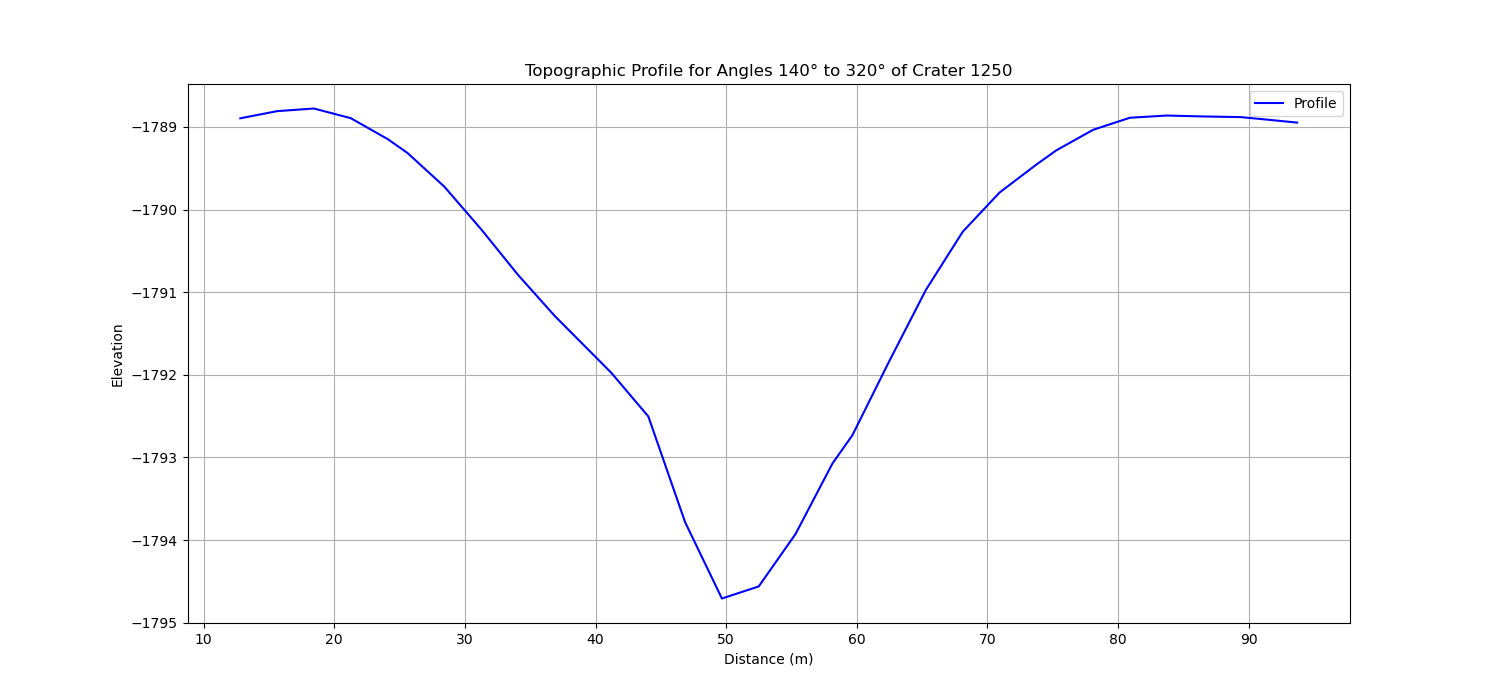 Topographic Profile for Angles 140° to 320° of Crater 1250
Profile
−1789
−1790
−1791
−1792
−1793
−1794
−1795
Elevation
10 20 30 40 50 60 70 80 90
Distance (m)